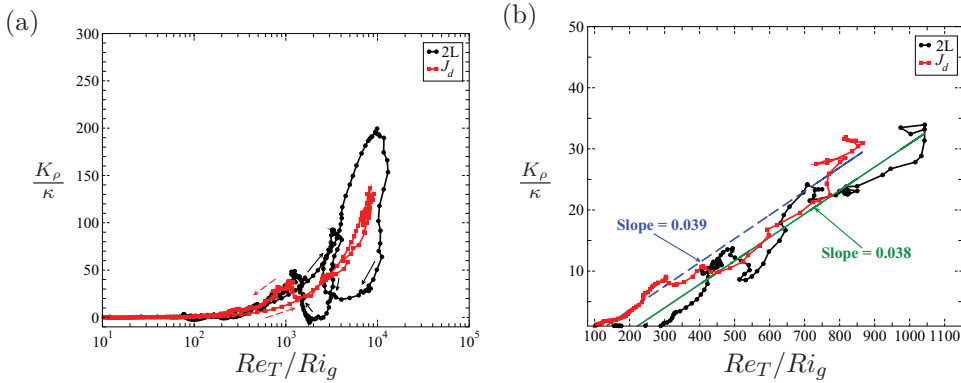 (a)
300
250
200
150
100
50
0
K_ρ/κ
2L
J_d
10^1
10^2
10^3
10^4
10^5
Re_T/Ri_g
(b)
50
40
30
20
10
K_ρ/κ
2L
J_d
Slope = 0.039
Slope = 0.038
100 200 300 400 500 600 700 800 900 1000 1100
Re_T/Ri_g